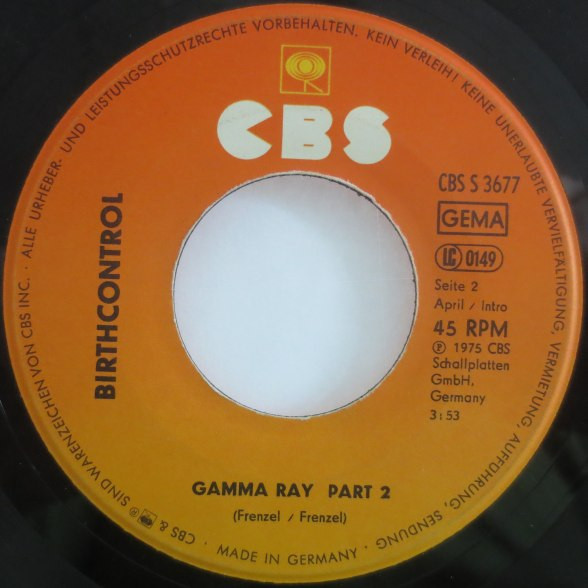 ALLE URHEBER- UND LEISTUNGSSCHUTZRECHTE VORBEHALTEN. KEIN VERLEIH! KEINE UNERLAUBTE VERVIELFÄLTIGUNG, VERMIETUNG, AUFFÜHRUNG, SENDUNG
CBS
BIRTHCONTROL
CBS S 3677
GEMA
LC 0149
Seite 2
April / Intro
45 RPM
℗ 1975 CBS
Schallplatten
GmbH,
Germany
3:53
GAMMA RAY PART 2
(Frenzel / Frenzel)
· MADE IN GERMANY ·
CBS & ® SIND WARENZEICHEN VON CBS INC. ·